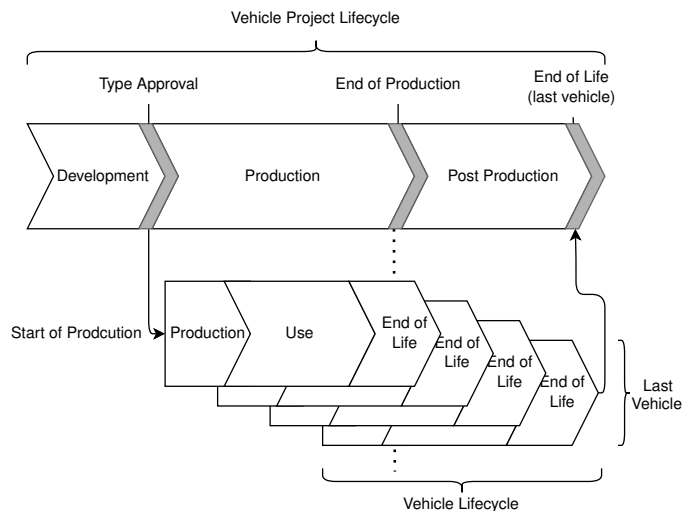 Vehicle Project Lifecycle
Type Approval
End of Production
End of Life
(last vehicle)
Development
Production
Post Production
Start of Prodcution
Production
Use
End of
Life
End of
Life
End of
Life
End of
Life
Last
Vehicle
Vehicle Lifecycle